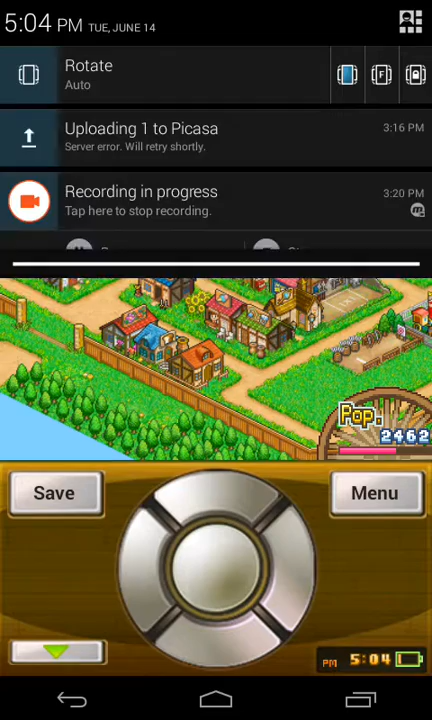 5:04 PM TUE, JUNE 14
Rotate
Auto
F
Uploading 1 to Picasa
3:16 PM
Server error. Will retry shortly.
Recording in progress
3:20 PM
Tap here to stop recording.
Pop.
2462
Save
Menu
PM 5:04